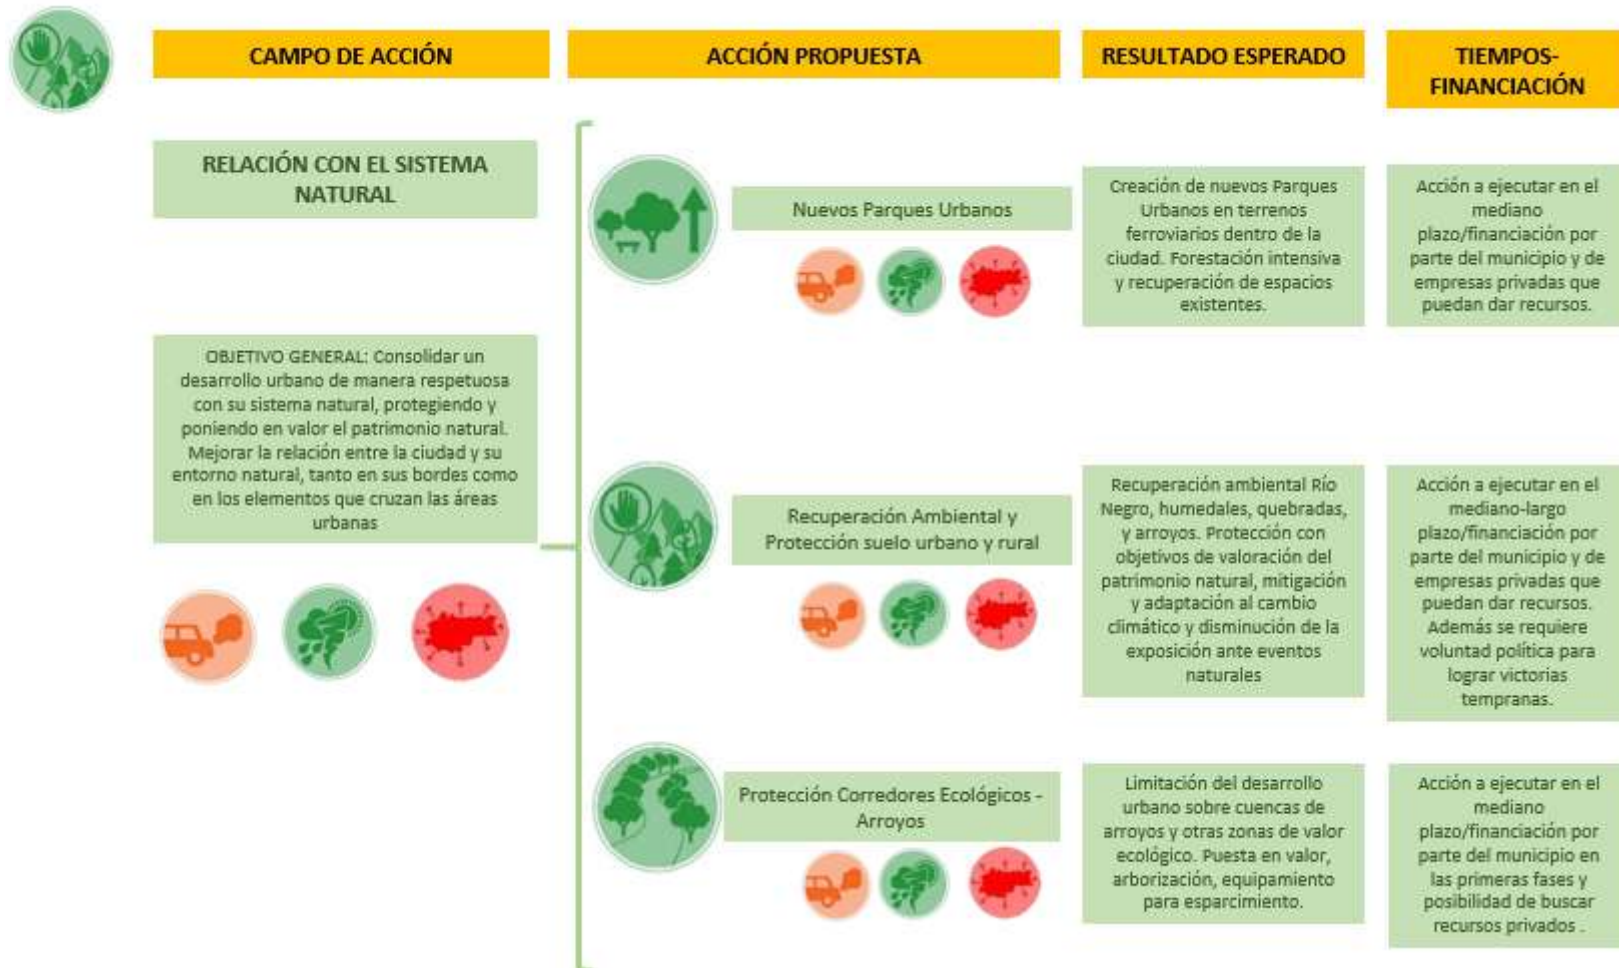 CAMPO DE ACCIÓN
ACCIÓN PROPUESTA
RESULTADO ESPERADO
TIEMPOS-
FINANCIACIÓN
RELACIÓN CON EL SISTEMA
NATURAL
OBJETIVO GENERAL: Consolidar un
desarrollo urbano de manera respetuosa
con su sistema natural, protegiendo y
poniendo en valor el patrimonio natural.
Mejorar la relación entre la ciudad y su
entorno natural, tanto en sus bordes como
en los elementos que cruzan las áreas
urbanas
Nuevos Parques Urbanos
Creación de nuevos Parques
Urbanos en terrenos
ferroviarios dentro de la
ciudad. Forestación intensiva
y recuperación de espacios
existentes.
Acción a ejecutar en el
mediano
plazo/financiación por
parte del municipio y de
empresas privadas que
puedan dar recursos.
Recuperación Ambiental y
Protección suelo urbano y rural
Recuperación ambiental Río
Negro, humedales, quebradas,
y arroyos. Protección con
objetivos de valoración del
patrimonio natural, mitigación
y adaptación al cambio
climático y disminución de la
exposición ante eventos
naturales
Acción a ejecutar en el
mediano-largo
plazo/financiación por
parte del municipio y de
empresas privadas que
puedan dar recursos.
Además se requiere
voluntad política para
lograr victorias
tempranas.
Protección Corredores Ecológicos -
Arroyos
Limitación del desarrollo
urbano sobre cuencas de
arroyos y otras zonas de valor
ecológico. Puesta en valor,
arborización, equipamiento
para esparcimiento.
Acción a ejecutar en el
mediano
plazo/financiación por
parte del municipio en
las primeras fases y
posibilidad de buscar
recursos privados .